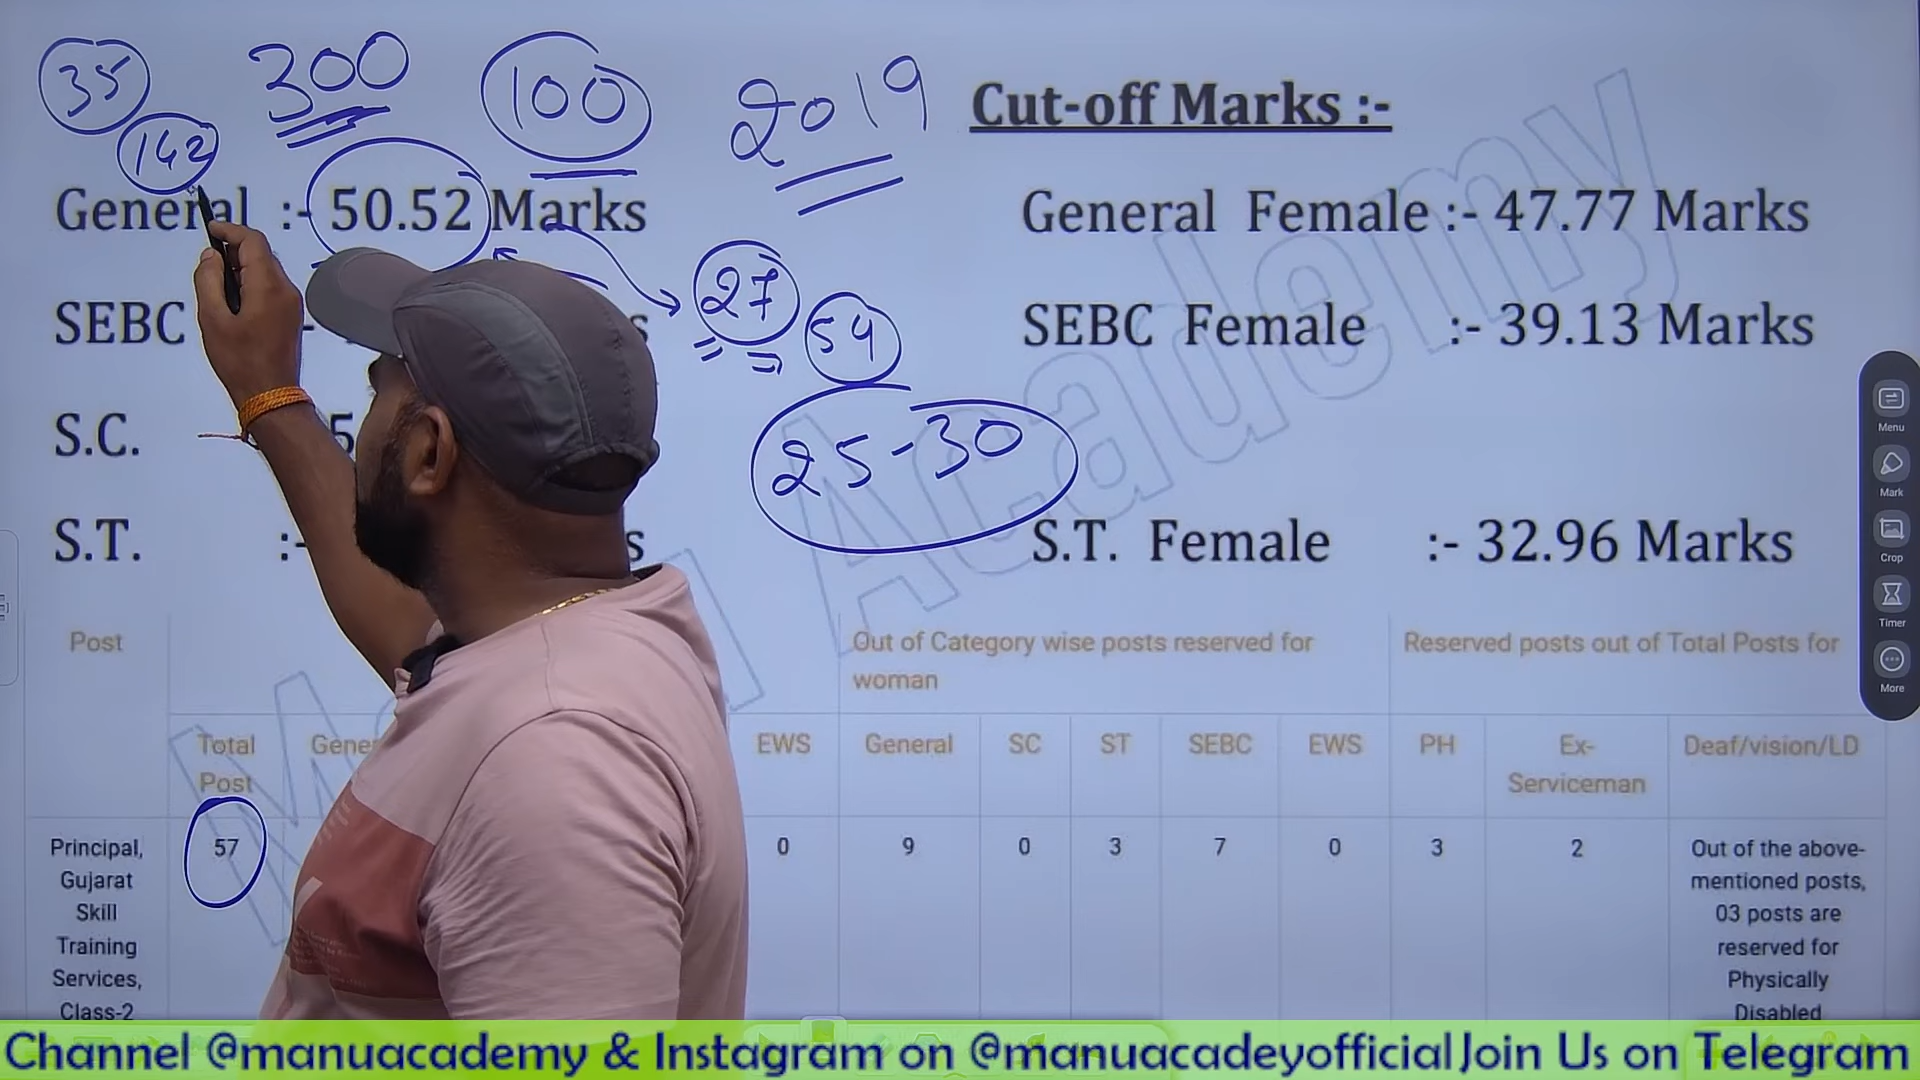 35 300 100 2019
142
Cut-off Marks :-
General :- 50.52 Marks
General Female :- 47.77 Marks
27
54
SEBC
SEBC Female :- 39.13 Marks
S.C.
25-30
S.T. :-
S.T. Female :- 32.96 Marks
Manu Academy
Post
Out of Category wise posts reserved for
woman
Reserved posts out of Total Posts for
Total
Post
EWS
General
SC
ST
SEBC
EWS
PH
Ex-
Serviceman
Deaf/vision/LD
Principal,
Gujarat
Skill
Training
Services,
Class-2
57
0
9
0
3
7
0
3
2
Out of the above-
mentioned posts,
03 posts are
reserved for
Physically
Disabled
Menu
Mark
Crop
Timer
More
Channel @manuacademy & Instagram on @manuacadeyofficial Join Us on Telegram